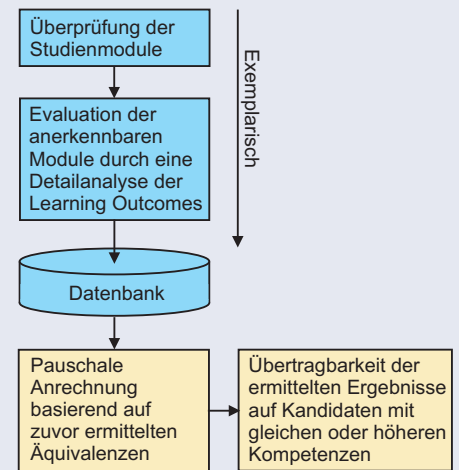 Überprüfung der
Studienmodule
Exemplarisch
Evaluation der
anerkennbaren
Module durch eine
Detailanalyse der
Learning Outcomes
Datenbank
Pauschale
Anrechnung
basierend auf
zuvor ermittelten
Äquivalenzen
Übertragbarkeit der
ermittelten Ergebnisse
auf Kandidaten mit
gleichen oder höheren
Kompetenzen